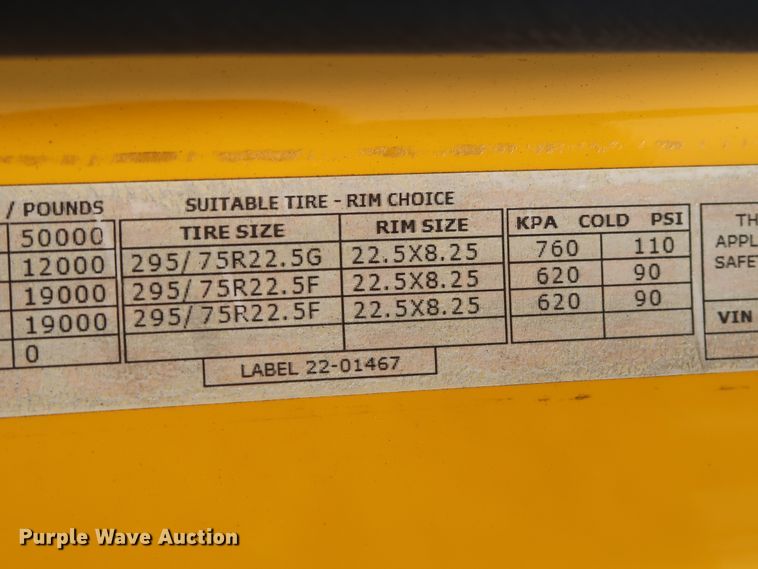 / POUNDS SUITABLE TIRE - RIM CHOICE
50000 TIRE SIZE RIM SIZE KPA COLD PSI
12000 295/75R22.5G 22.5X8.25 760 110
19000 295/75R22.5F 22.5X8.25 620 90
19000 295/75R22.5F 22.5X8.25 620 90
0
LABEL 22-01467
TH
APPL
SAFE
VIN
Purple Wave Auction